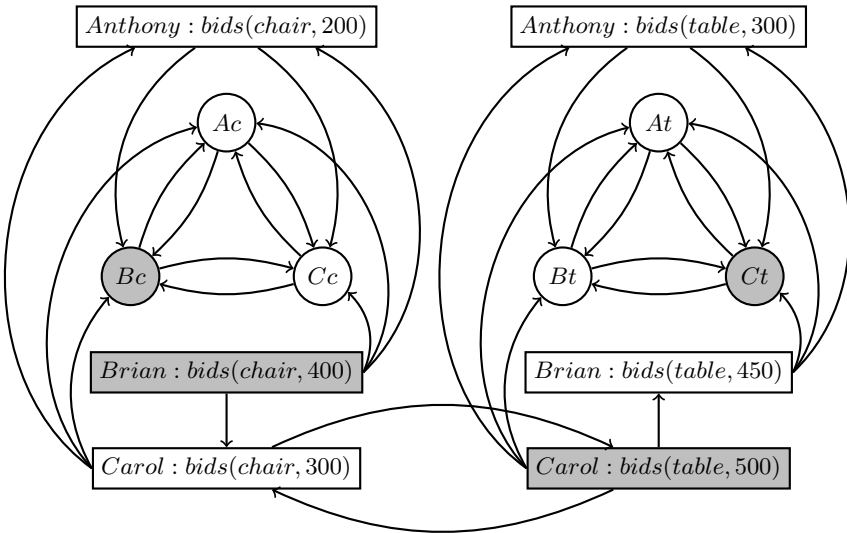 Anthony : bids(chair, 200)
Anthony : bids(table, 300)
Ac
At
Bc
Cc
Bt
Ct
Brian : bids(chair, 400)
Brian : bids(table, 450)
Carol : bids(chair, 300)
Carol : bids(table, 500)